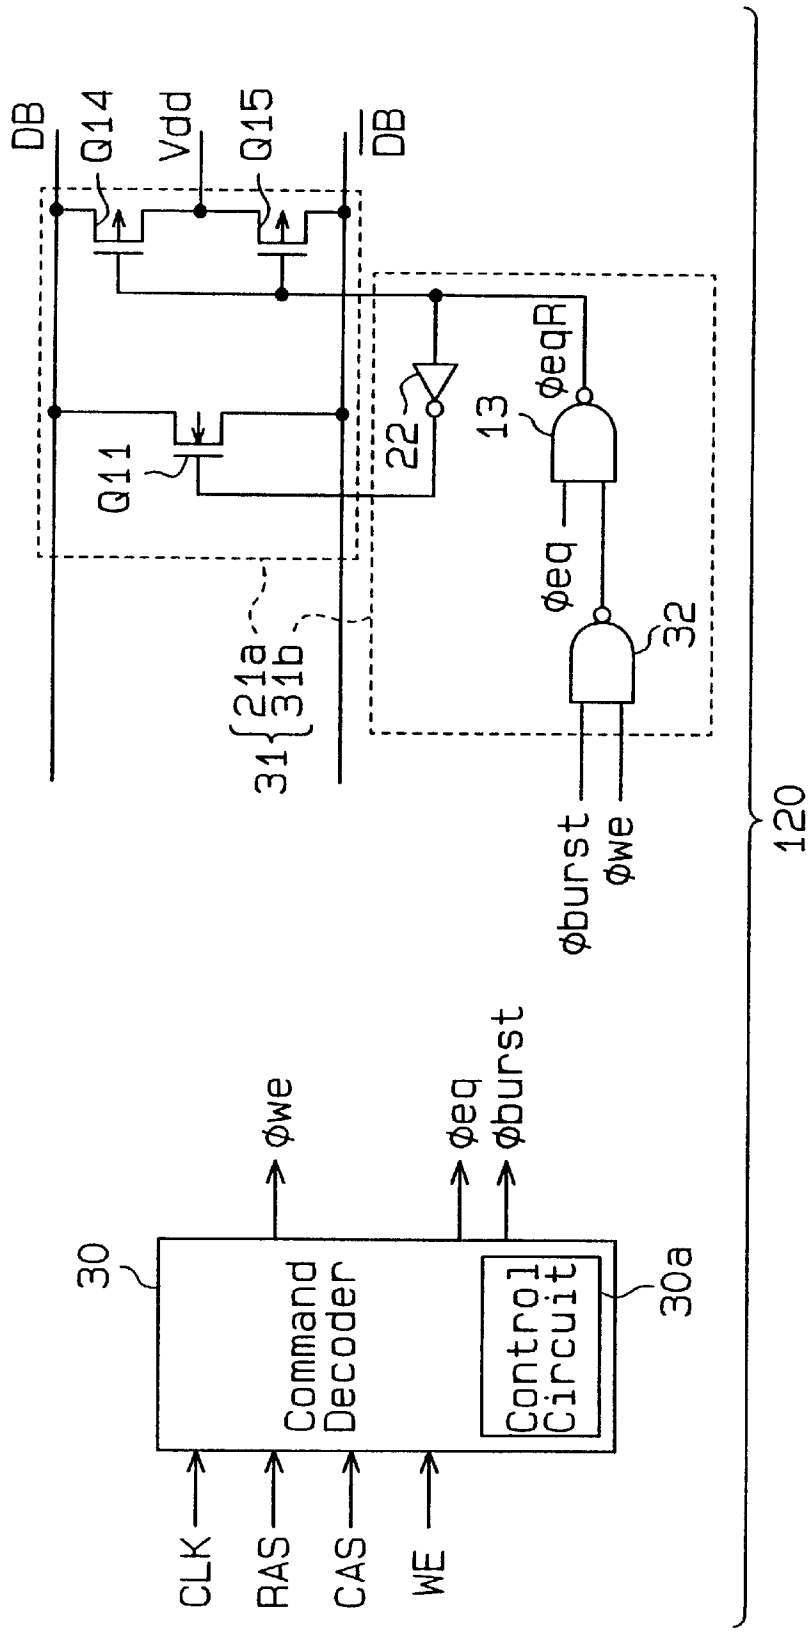 CLK
RAS
CAS
WE
30
Command
Decoder
Control
Circuit
30a
φwe
φeq
φburst
φburst
φwe
32
φeq
13
φeqR
22
31
21a
31b
Q11
DB
Q14
Vdd
Q15
D̅B̅
120